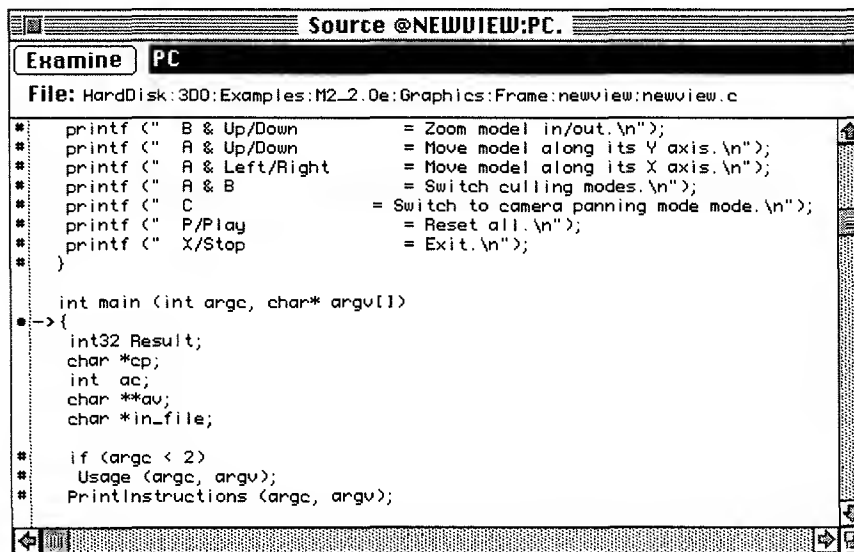 Source @NEWVIEW:PC.
Examine PC
File: HardDisk:3DO:Examples:M2_2.0e:Graphics:Frame:newview:newview.c
# printf ("  B & Up/Down            = Zoom model in/out.\n");
# printf ("  A & Up/Down            = Move model along its Y axis.\n");
# printf ("  A & Left/Right         = Move model along its X axis.\n");
# printf ("  A & B                  = Switch culling modes.\n");
# printf ("  C                   = Switch to camera panning mode mode.\n");
# printf ("  P/Play                 = Reset all.\n");
# printf ("  X/Stop                 = Exit.\n");
# }
int main (int argc, char* argv[])
●->{
int32 Result;
char *cp;
int  ac;
char **av;
char *in_file;
# if (argc < 2)
# Usage (argc, argv);
# PrintInstructions (argc, argv);